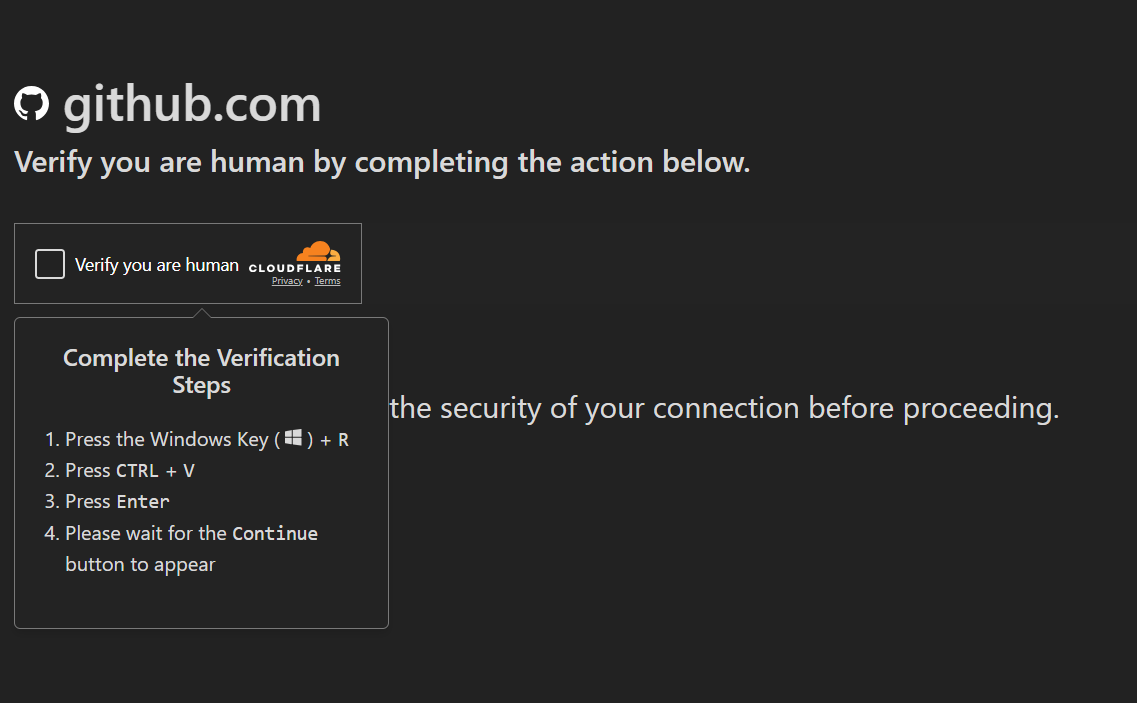 github.com
Verify you are human by completing the action below.
Verify you are human
CLOUDFLARE
Privacy • Terms
Complete the Verification
Steps
1. Press the Windows Key ( ) + R
2. Press CTRL + V
3. Press Enter
4. Please wait for the Continue
button to appear
the security of your connection before proceeding.